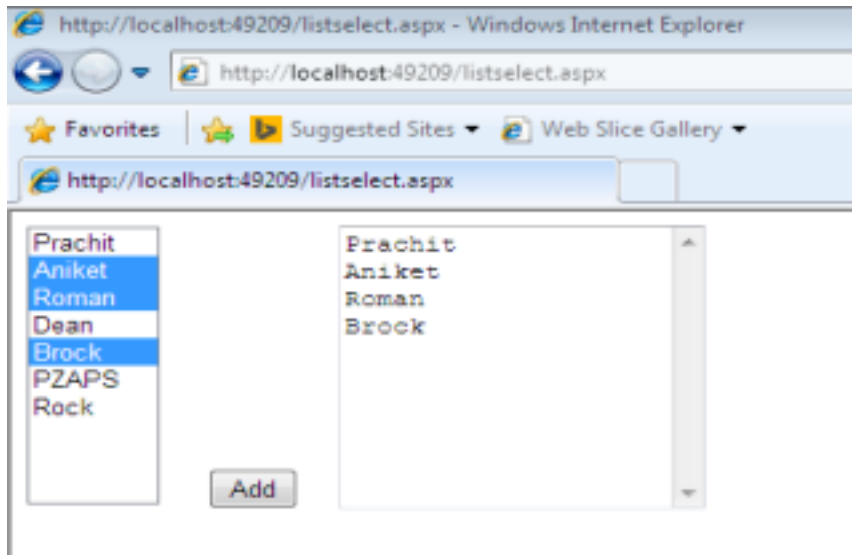 http://localhost:49209/listselect.aspx - Windows Internet Explorer
http://localhost:49209/listselect.aspx
Favorites Suggested Sites Web Slice Gallery
http://localhost:49209/listselect.aspx
Prachit
Aniket
Roman
Dean
Brock
PZAPS
Rock
Add
Prachit
Aniket
Roman
Brock